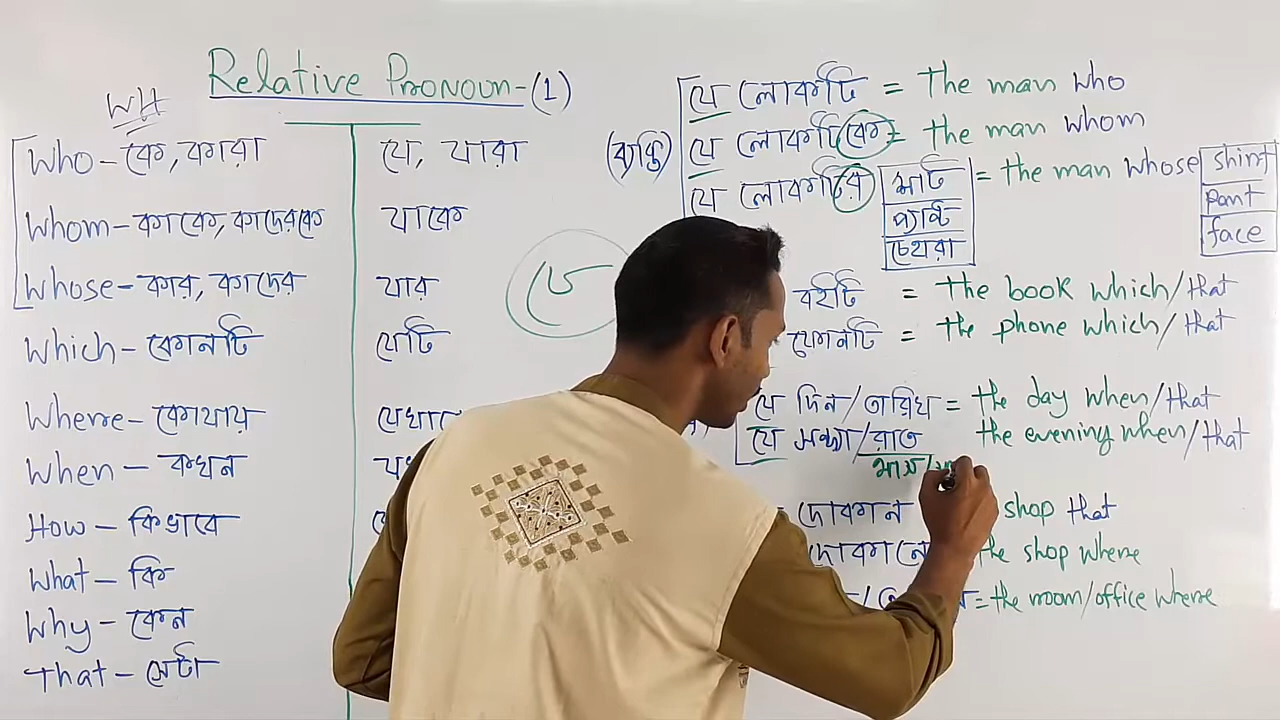 Relative Pronoun-(1)
WH
Who - কে, কারা
যে, যারা
Whom - কাকে, কাদেরকে
যাকে
Whose - কার, কাদের
যার
Which - কোনটি
যেটি
Where - কোথায়
যেখা
When - কখন
How - কিভাবে
What - কি
Why - কেন
That - সেটা
(ব্যক্তি)
যে লোকটি = The man who
যে লোকটিকে = the man whom
যে লোকটির শার্ট = the man whose shirt
প্যান্ট
pant
চেহারা
face
বইটি = the book which/that
ফোনটি = the phone which/that
যে দিন/তারিখ = the day when/that
যে সন্ধ্যা/রাতে the evening when/that
মাস/
দোকান shop that
দোকানে the shop where
= the room/office where